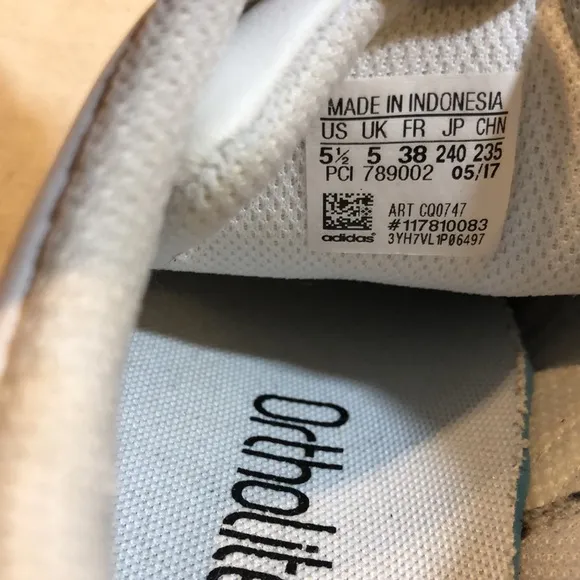 MADE IN INDONESIA
US UK FR JP CHN
5½ 5 38 240 235
PCI 789002 05/17
ART CQ0747
#117810083
adidas 3YH7VL1P06497
Ortholite